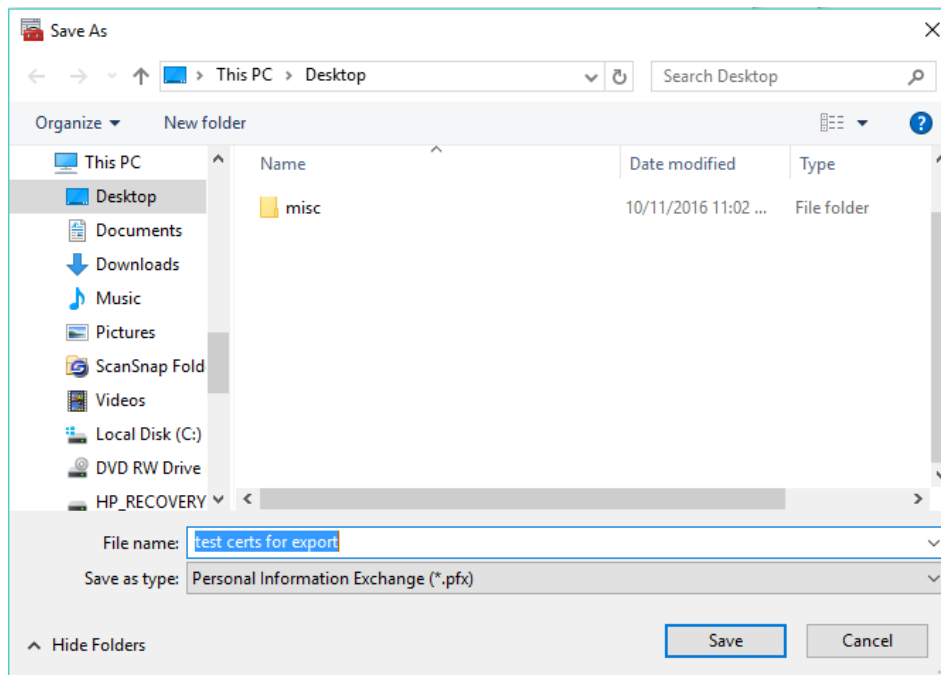 Save As
This PC > Desktop
Search Desktop
Organize
New folder
This PC
Desktop
Documents
Downloads
Music
Pictures
ScanSnap Fold
Videos
Local Disk (C:)
DVD RW Drive
HP_RECOVERY
Name
Date modified
Type
misc
10/11/2016 11:02 ...
File folder
File name: test certs for export
Save as type: Personal Information Exchange (*.pfx)
Hide Folders
Save
Cancel